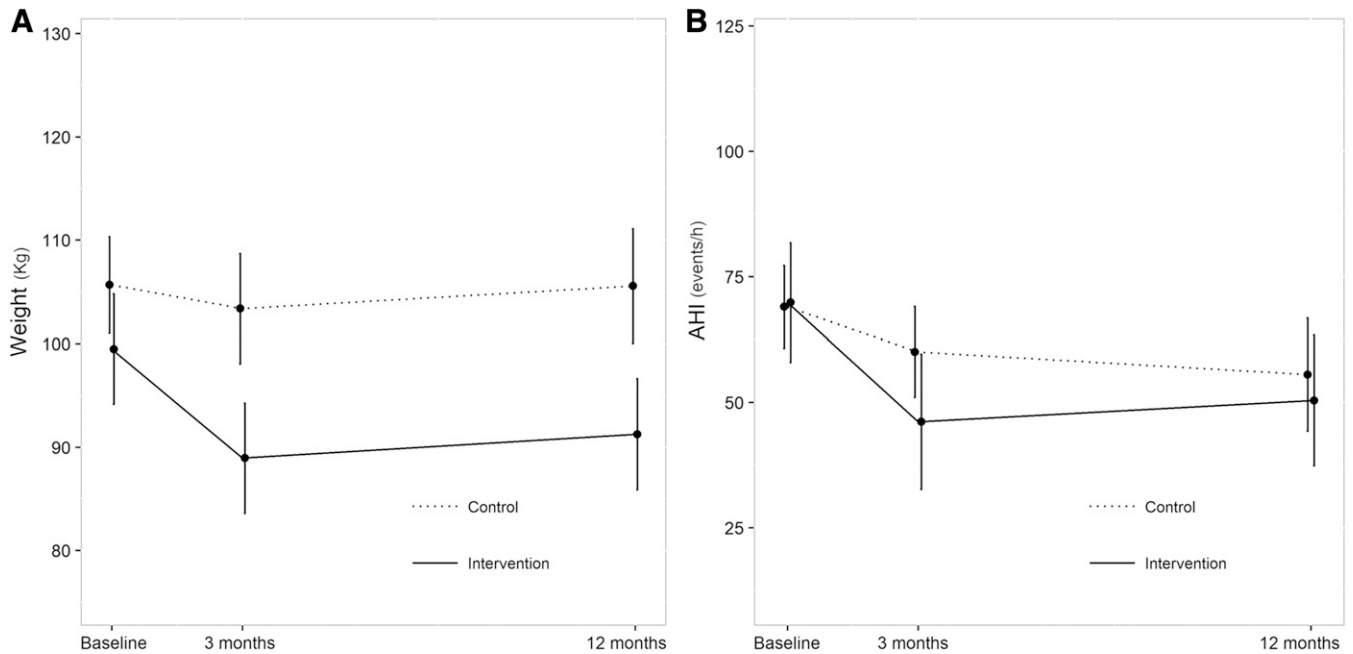 A
130
120
110
100
90
80
Weight (Kg)
Control
Intervention
Baseline 3 months 12 months
B
125
100
75
50
25
AHI (events/h)
Control
Intervention
Baseline 3 months 12 months